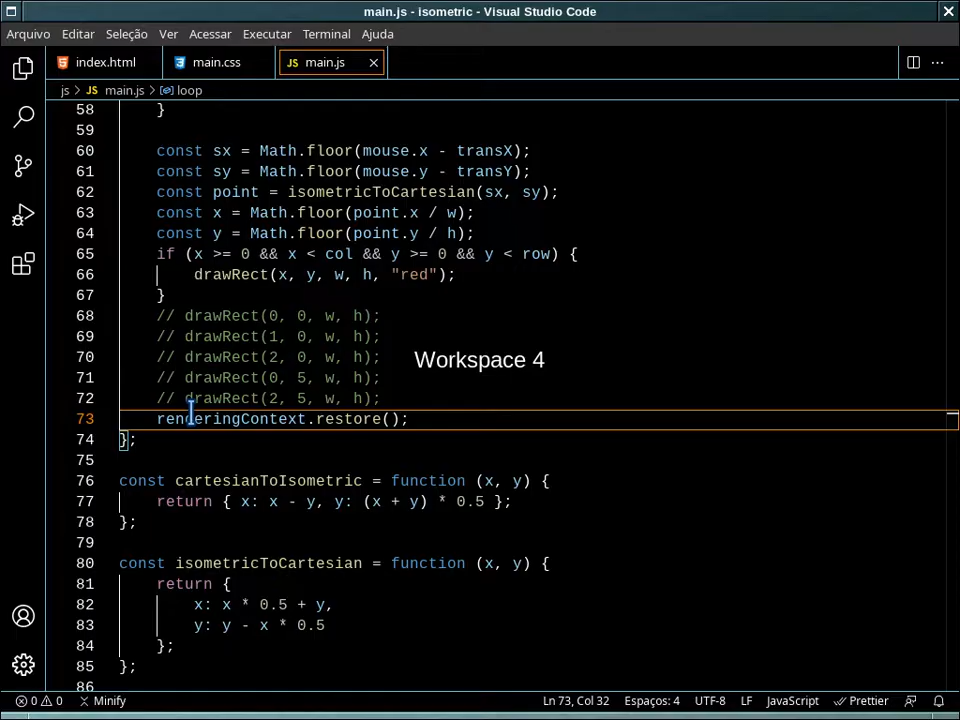 main.js - isometric - Visual Studio Code
Arquivo Editar Seleção Ver Acessar Executar Terminal Ajuda
index.html main.css JS main.js
js > JS main.js > loop
58 }
59
60 const sx = Math.floor(mouse.x - transX);
61 const sy = Math.floor(mouse.y - transY);
62 const point = isometricToCartesian(sx, sy);
63 const x = Math.floor(point.x / w);
64 const y = Math.floor(point.y / h);
65 if (x >= 0 && x < col && y >= 0 && y < row) {
66 drawRect(x, y, w, h, "red");
67 }
68 // drawRect(0, 0, w, h);
69 // drawRect(1, 0, w, h);
70 // drawRect(2, 0, w, h);
Workspace 4
71 // drawRect(0, 5, w, h);
72 // drawRect(2, 5, w, h);
73 renderingContext.restore();
74 };
75
76 const cartesianToIsometric = function (x, y) {
77 return { x: x - y, y: (x + y) * 0.5 };
78 };
79
80 const isometricToCartesian = function (x, y) {
81 return {
82 x: x * 0.5 + y,
83 y: y - x * 0.5
84 };
85 };
86
0 0 Minify Ln 73, Col 32 Espaços: 4 UTF-8 LF JavaScript Prettier